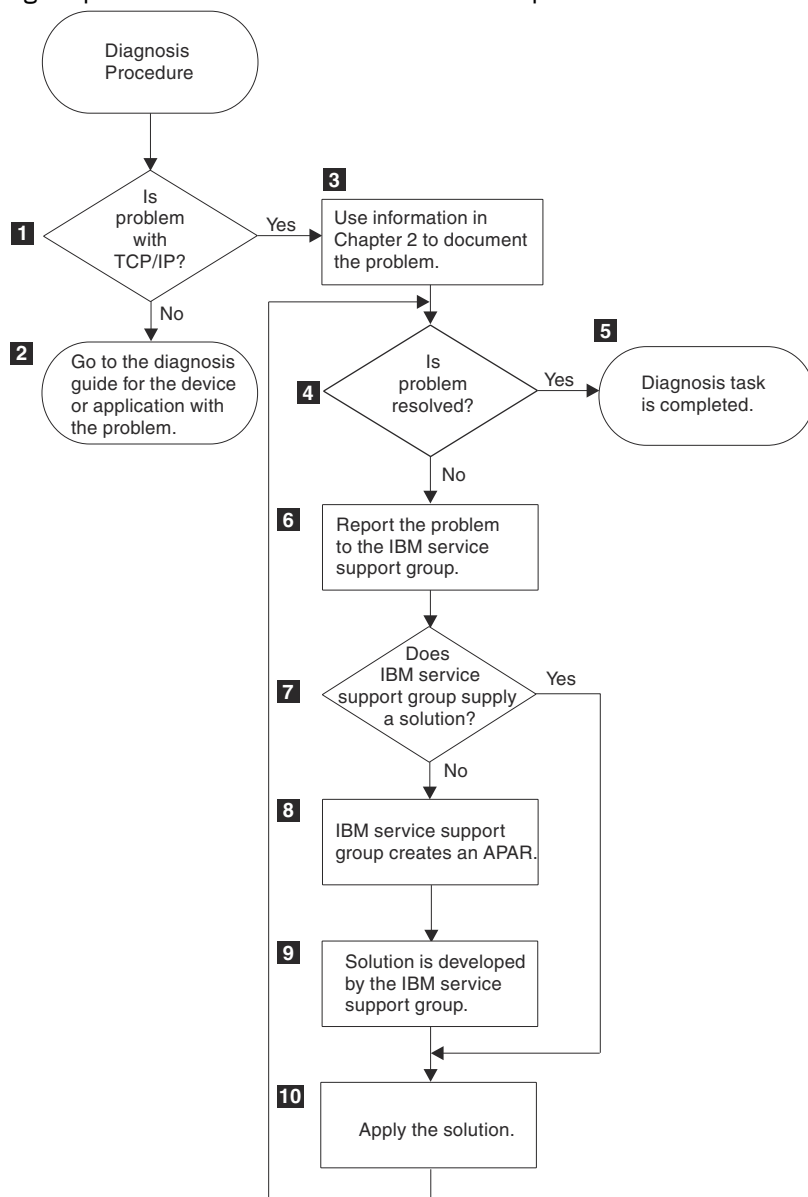 Diagnosis
Procedure
3
Is
problem
with
TCP/IP?
1
Yes
Use information in
Chapter 2 to document
the problem.
No
2
Go to the diagnosis
guide for the device
or application with
the problem.
5
Is
problem
resolved?
4
Yes
Diagnosis task
is completed.
No
6
Report the problem
to the IBM service
support group.
Does
IBM service
support group supply
a solution?
7
Yes
No
8
IBM service support
group creates an APAR.
9
Solution is developed
by the IBM service
support group.
10
Apply the solution.